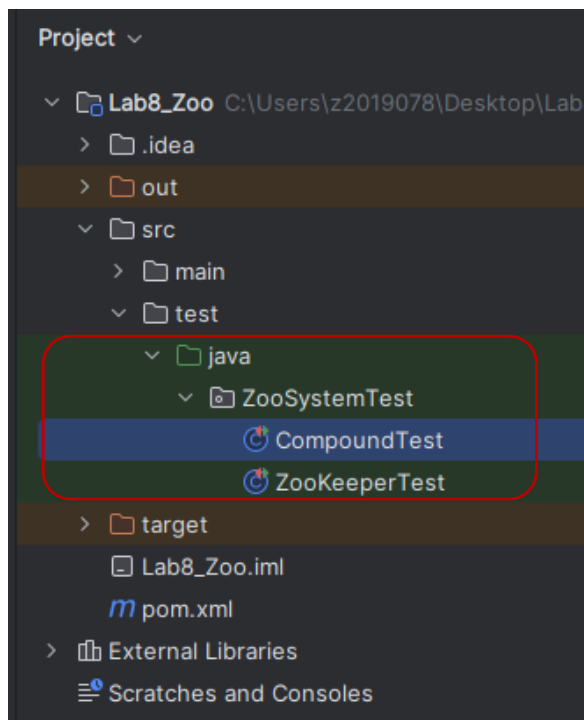 Project
Lab8_Zoo C:\Users\z2019078\Desktop\Lab
.idea
out
src
main
test
java
ZooSystemTest
CompoundTest
ZooKeeperTest
target
Lab8_Zoo.iml
m pom.xml
External Libraries
Scratches and Consoles